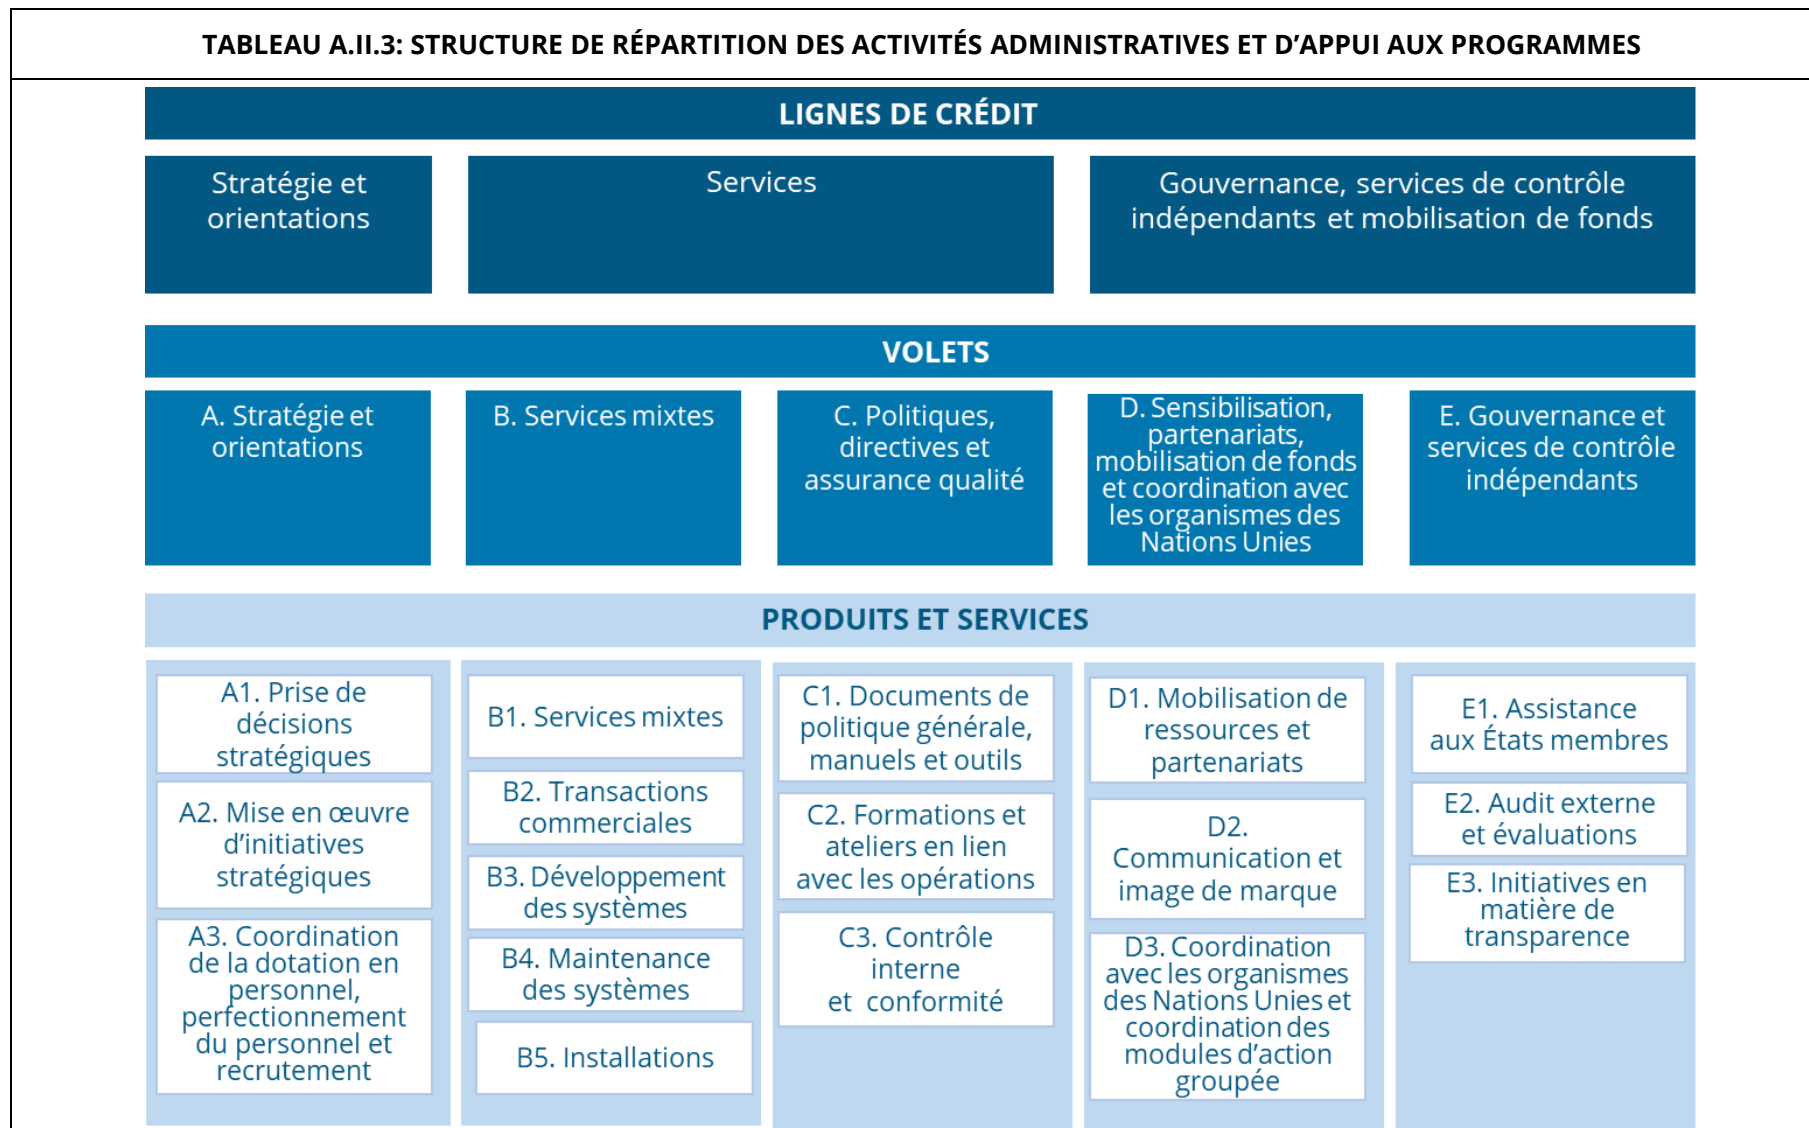 TABLEAU A.II.3: STRUCTURE DE RÉPARTITION DES ACTIVITÉS ADMINISTRATIVES ET D’APPUI AUX PROGRAMMES
LIGNES DE CRÉDIT
Stratégie et
orientations
Services
Gouvernance, services de contrôle
indépendants et mobilisation de fonds
VOLETS
A. Stratégie et
orientations
B. Services mixtes
C. Politiques,
directives et
assurance qualité
D. Sensibilisation,
partenariats,
mobilisation de fonds
et coordination avec
les organismes des
Nations Unies
E. Gouvernance et
services de contrôle
indépendants
PRODUITS ET SERVICES
A1. Prise de
décisions
stratégiques
A2. Mise en œuvre
d’initiatives
stratégiques
A3. Coordination
de la dotation en
personnel,
perfectionnement
du personnel et
recrutement
B1. Services mixtes
B2. Transactions
commerciales
B3. Développement
des systèmes
B4. Maintenance
des systèmes
B5. Installations
C1. Documents de
politique générale,
manuels et outils
C2. Formations et
ateliers en lien
avec les opérations
C3. Contrôle
interne
et conformité
D1. Mobilisation de
ressources et
partenariats
D2.
Communication et
image de marque
D3. Coordination
avec les organismes
des Nations Unies et
coordination des
modules d’action
groupée
E1. Assistance
aux États membres
E2. Audit externe
et évaluations
E3. Initiatives en
matière de
transparence